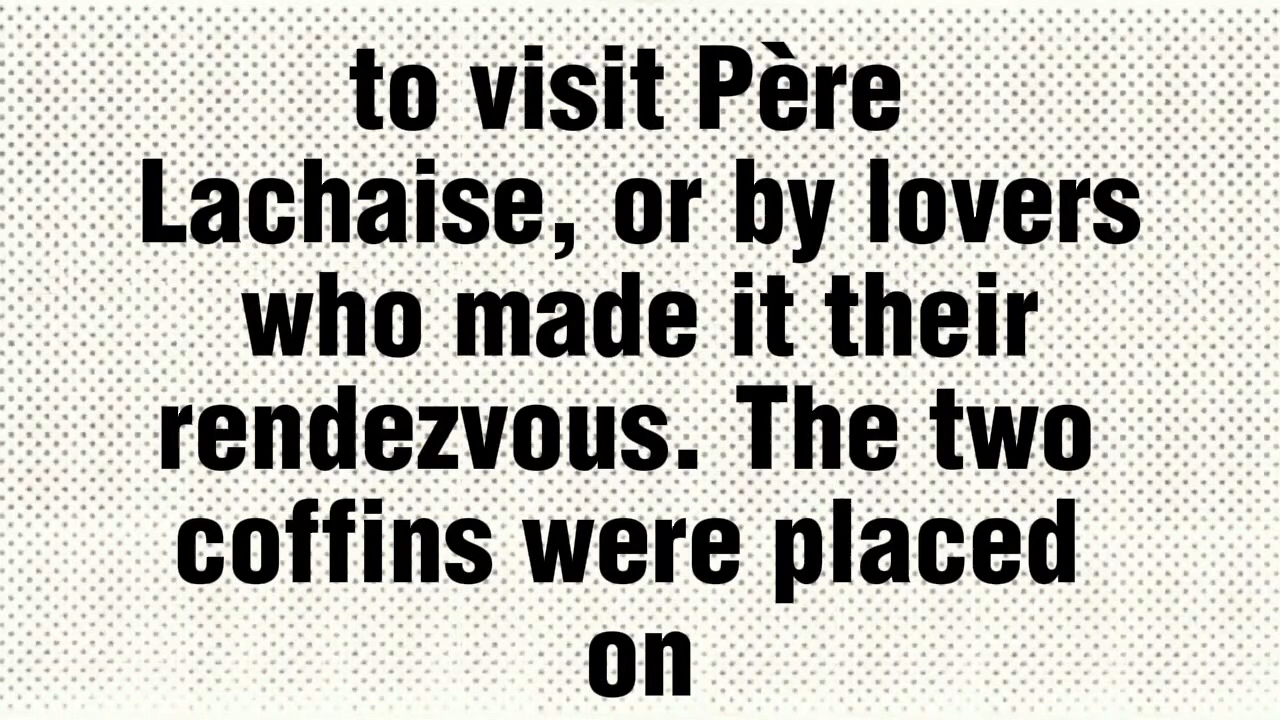 to visit Père
Lachaise, or by lovers
who made it their
rendezvous. The two
coffins were placed
on